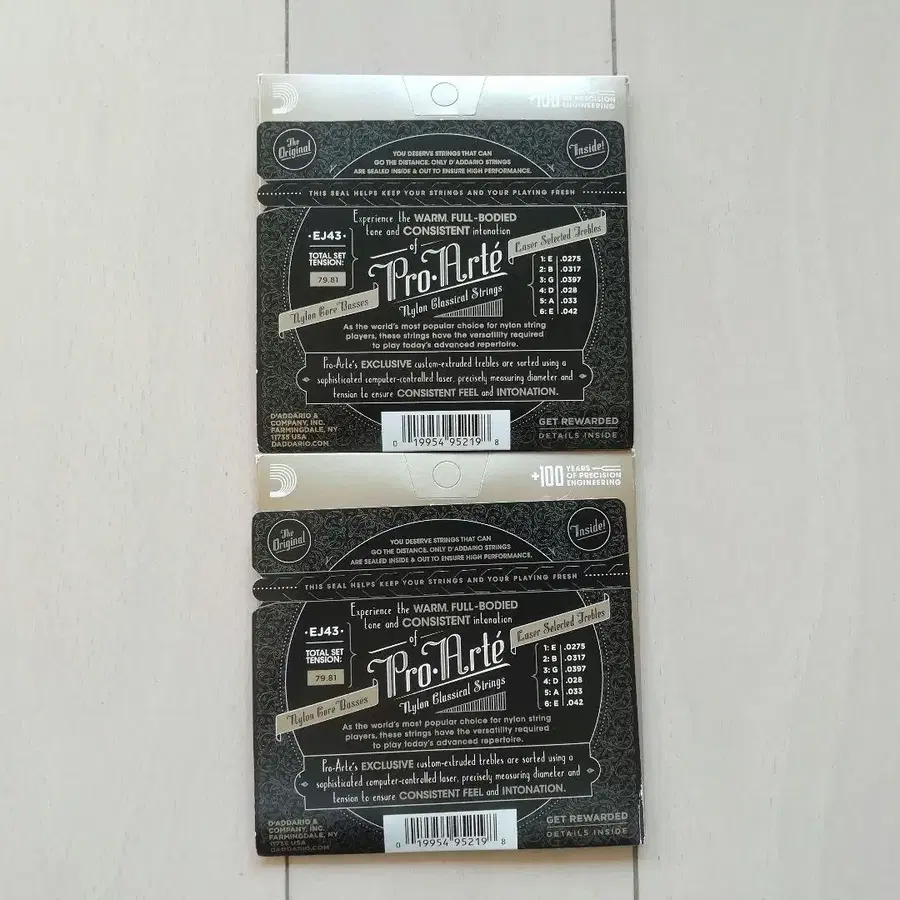 +100 YEARS OF PRECISION ENGINEERING
The Original
Inside!
YOU DESERVE STRINGS THAT CAN
GO THE DISTANCE. ONLY D'ADDARIO STRINGS
ARE SEALED INSIDE & OUT TO ENSURE HIGH PERFORMANCE.
THIS SEAL HELPS KEEP YOUR STRINGS AND YOUR PLAYING FRESH
Experience the WARM, FULL-BODIED
tone and CONSISTENT intonation
of
Pro·Arté
Nylon Classical Strings
·EJ43·
TOTAL SET
TENSION:
79.81
Nylon Core Basses
Laser Selected Trebles
1: E .0275
2: B .0317
3: G .0397
4: D .028
5: A .033
6: E .042
As the world's most popular choice for nylon string
players, these strings have the versatility required
to play today's advanced repertoire.
Pro-Arté's EXCLUSIVE custom-extruded trebles are sorted using a
sophisticated computer-controlled laser, precisely measuring diameter and
tension to ensure CONSISTENT FEEL and INTONATION.
D'ADDARIO &
COMPANY, INC.
FARMINGDALE, NY
11735 USA
DADDARIO.COM
0 19954 95219 8
GET REWARDED
DETAILS INSIDE
+100 YEARS
OF PRECISION
ENGINEERING
The Original
Inside!
YOU DESERVE STRINGS THAT CAN
GO THE DISTANCE. ONLY D'ADDARIO STRINGS
ARE SEALED INSIDE & OUT TO ENSURE HIGH PERFORMANCE.
THIS SEAL HELPS KEEP YOUR STRINGS AND YOUR PLAYING FRESH
Experience the WARM, FULL-BODIED
tone and CONSISTENT intonation
of
Pro·Arté
Nylon Classical Strings
·EJ43·
TOTAL SET
TENSION:
79.81
Nylon Core Basses
Laser Selected Trebles
1: E .0275
2: B .0317
3: G .0397
4: D .028
5: A .033
6: E .042
As the world's most popular choice for nylon string
players, these strings have the versatility required
to play today's advanced repertoire.
Pro-Arté's EXCLUSIVE custom-extruded trebles are sorted using a
sophisticated computer-controlled laser, precisely measuring diameter and
tension to ensure CONSISTENT FEEL and INTONATION.
D'ADDARIO &
COMPANY, INC.
FARMINGDALE, NY
11735 USA
DADDARIO.COM
0 19954 95219 8
GET REWARDED
DETAILS INSIDE